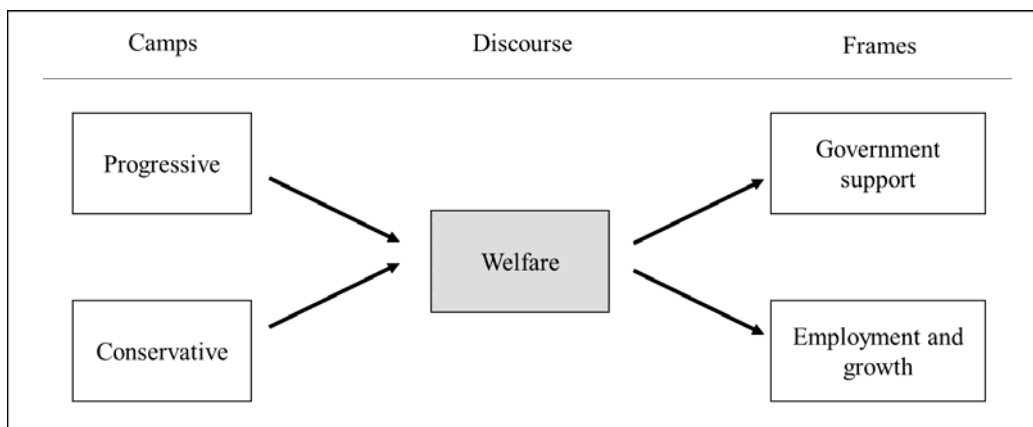 Camps
Discourse
Frames
Progressive
Government
support
Welfare
Conservative
Employment and
growth